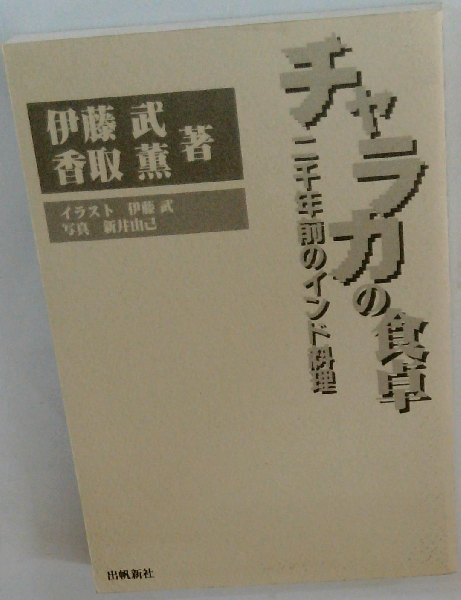 チャラカの食卓
二千年前のインド料理
伊藤 武
香取 薫 著
イラスト 伊藤 武
写真 新井由己
出帆新社